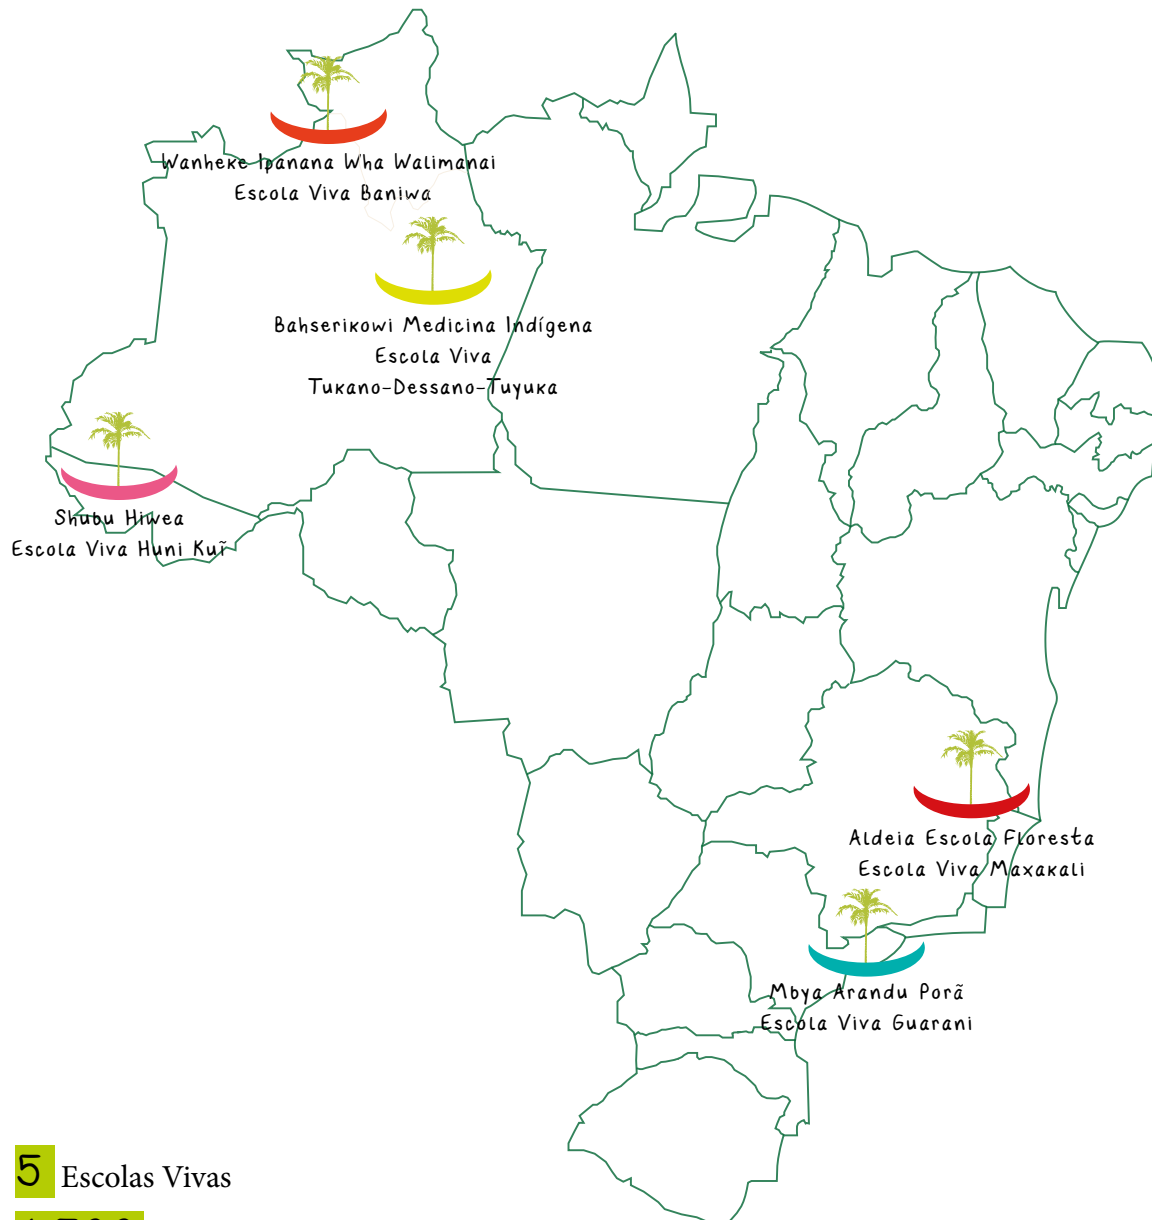 Wanheke Ipanana Wha Walimanai
Escola Viva Baniwa
Bahserikowi Medicina Indígena
Escola Viva
Tukano-Dessano-Tuyuka
Shubu Hiwea
Escola Viva Huni Kuĩ
Aldeia Escola Floresta
Escola Viva Maxakali
Mbya Arandu Porã
Escola Viva Guarani
5 Escolas Vivas